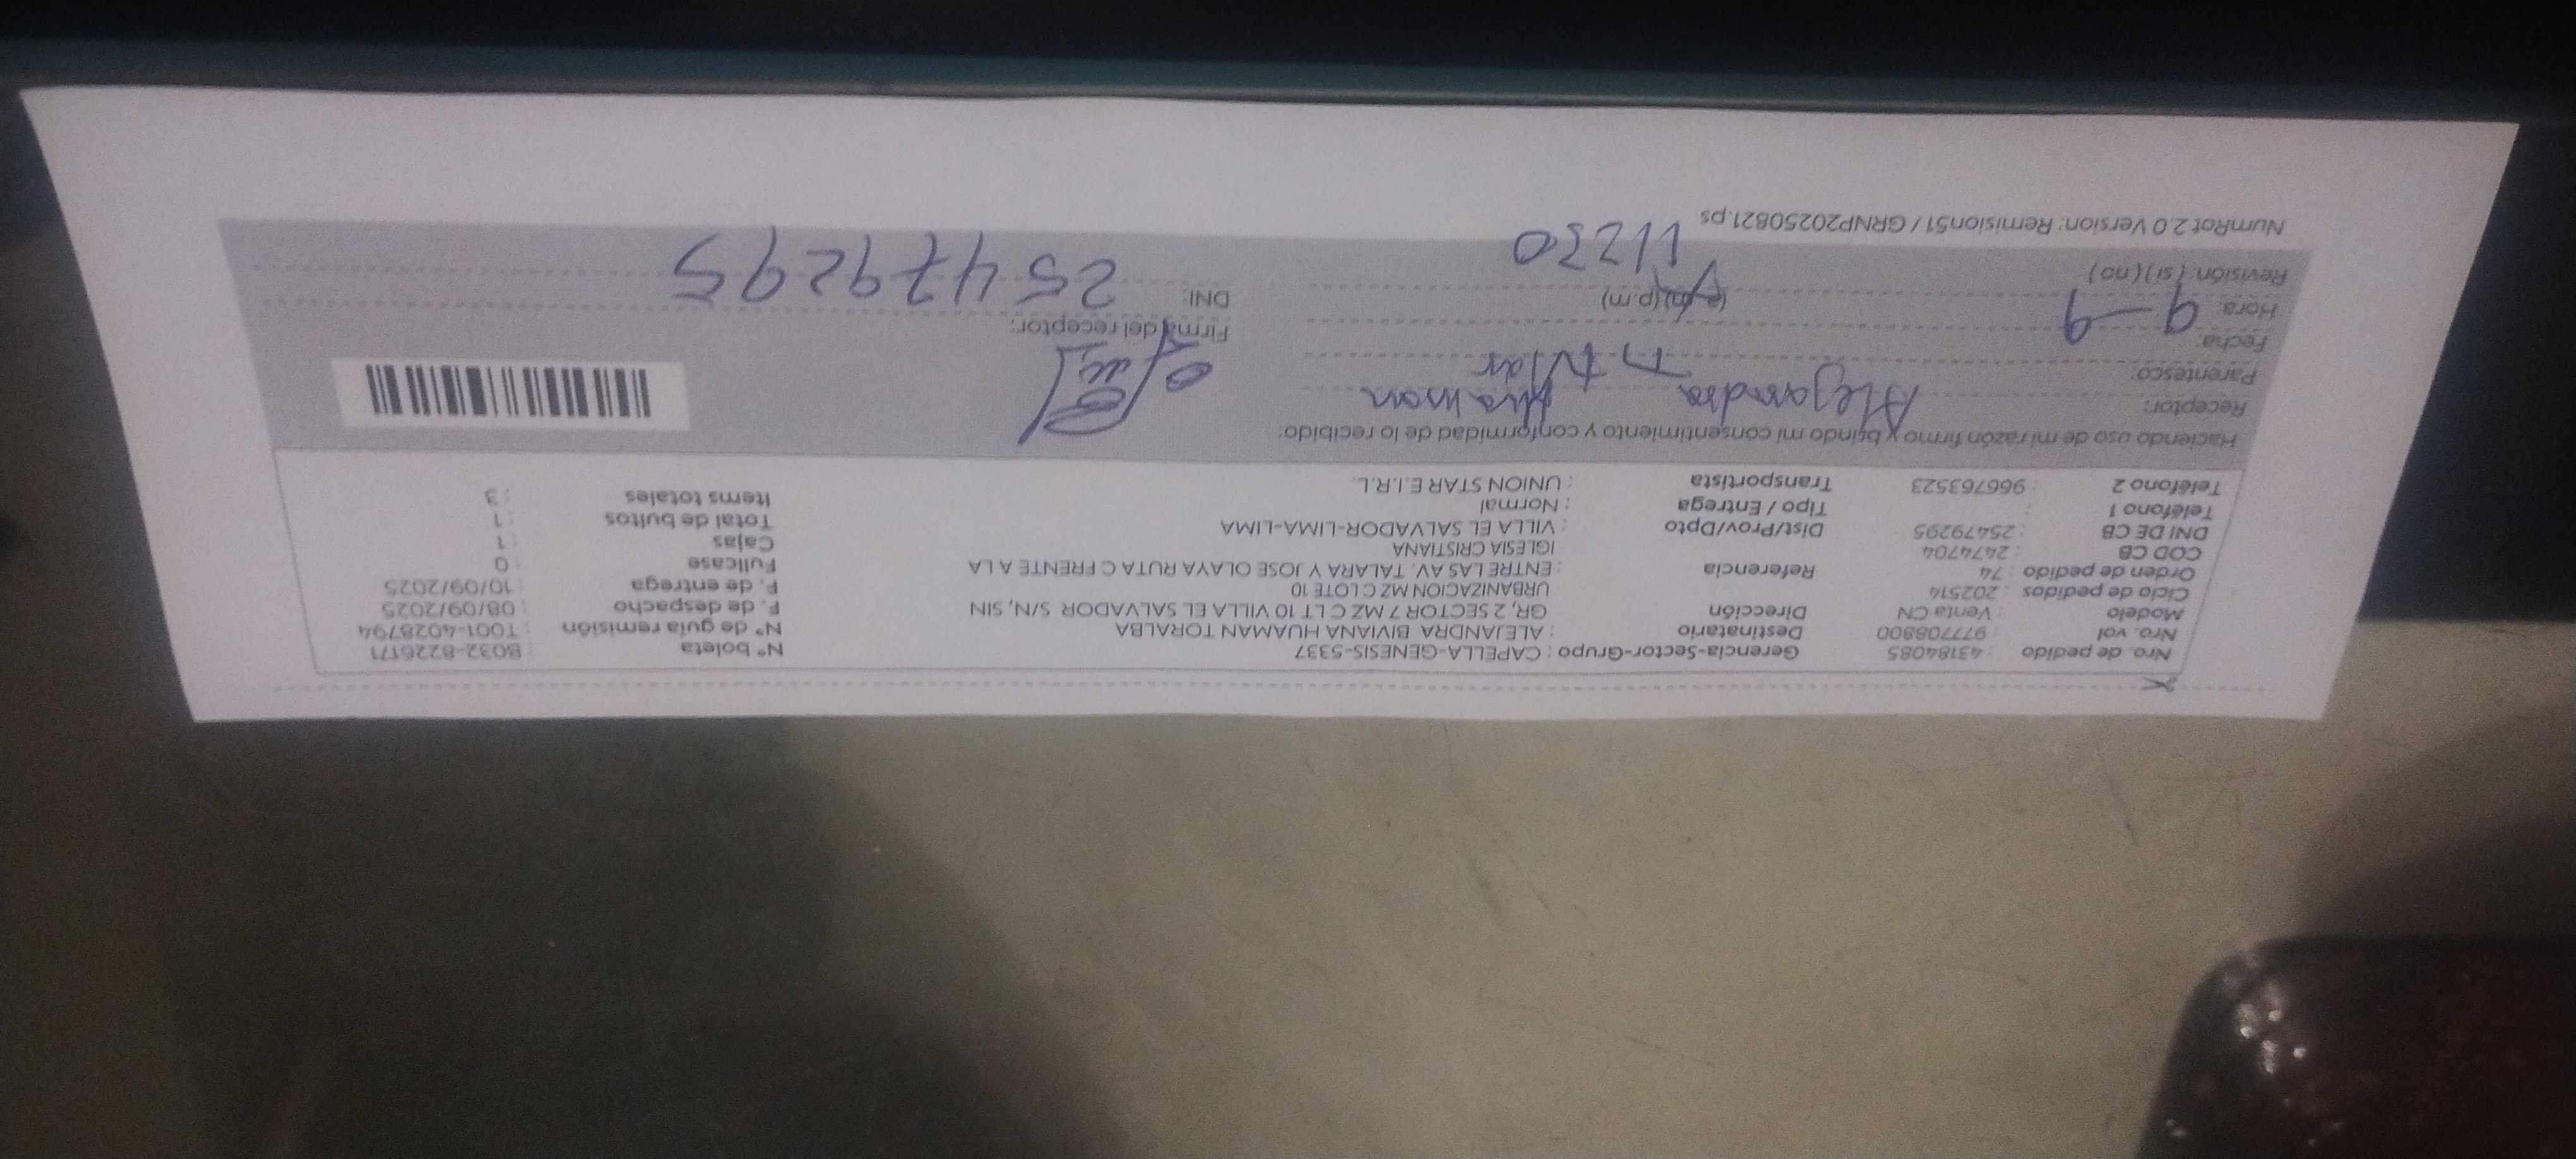 Nro. de pedido : 43184085 Gerencia-Sector-Grupo : CAPELLA-GENESIS-5337 N° boleta : B032-8226171
Nro. vol : 977708800 Destinatario : ALEJANDRA BIVIANA HUAMAN TORALBA N° de guia remisión : T001-4028794
Modelo : Venta CN Dirección GR, 2 SECTOR 7 MZ C LT 10 VILLA EL SALVADOR S/N, SIN F. de despacho : 08/09/2025
Ciclo de pedidos : 202514 URBANIZACION MZ C LOTE 10 F. de entrega : 10/09/2025
Orden de pedido : 74 Referencia : ENTRE LAS AV. TALARA Y JOSE OLAYA RUTA C FRENTE A LA Fullcase : 0
COD CB : 2474704 IGLESIA CRISTIANA Cajas : 1
DNI DE CB : 25479295 Dist/Prov/Dpto : VILLA EL SALVADOR-LIMA-LIMA Total de bultos : 1
Teléfono 1 : Tipo / Entrega : Normal Items totales : 3
Teléfono 2 : 966763523 Transportista : UNION STAR E.I.R.L.
Haciendo uso de mi razón firmo y brindo mi consentimiento y conformidad de lo recibido:
Receptor: Alejandra Huaman
Parentesco:
Fecha: 9-9 Firma del receptor:
Hora: (a.m) (p.m) DNI: 25479295
Revisión: (si) (no)
NumRot 2.0 Version: Remision51 / GRNP20250821.ps